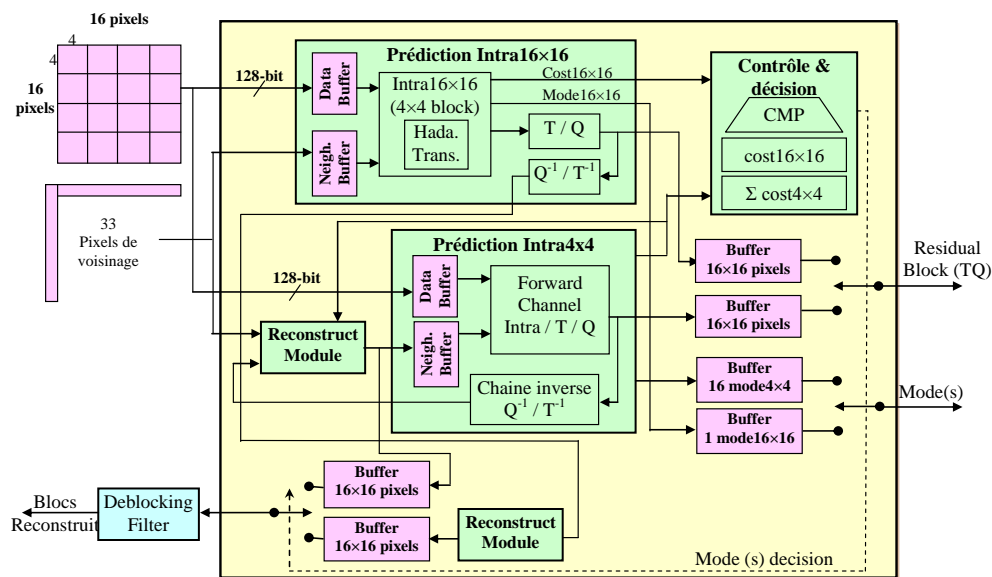 16 pixels
4
4
16
pixels
33
Pixels de
voisinage
128-bit
Prédiction Intra16×16
Data
Buffer
Neigh.
Buffer
Intra16×16
(4×4 block)
Hada.
Trans.
Cost16×16
Mode16×16
T / Q
Q-1 / T-1
Contrôle &
décision
CMP
cost16×16
Σ cost4×4
128-bit
Prédiction Intra4x4
Data
Buffer
Neigh.
Buffer
Forward
Channel
Intra / T / Q
Chaine inverse
Q-1 / T-1
Reconstruct
Module
Buffer
16×16 pixels
Buffer
16×16 pixels
Buffer
16 mode4×4
Buffer
1 mode16×16
Residual
Block (TQ)
Mode(s)
Buffer
16×16 pixels
Buffer
16×16 pixels
Reconstruct
Module
Mode (s) decision
Deblocking
Filter
Blocs
Reconstruit